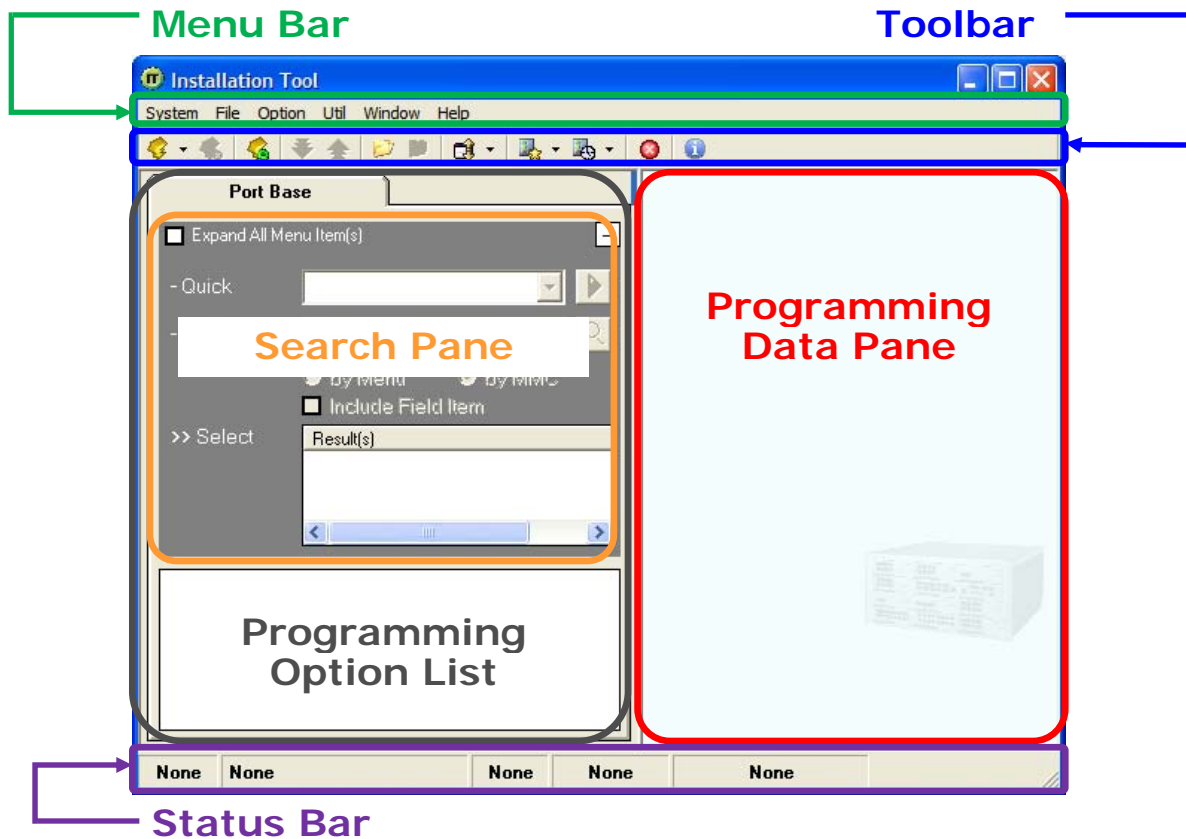 Menu Bar
Toolbar
Installation Tool
System File Option Util Window Help
Port Base
Expand All Menu Item(s)
- Quick
-
Search Pane
by Menu by MMC
Include Field Item
>> Select
Result(s)
Programming
Data Pane
Programming
Option List
None None None None None
Status Bar